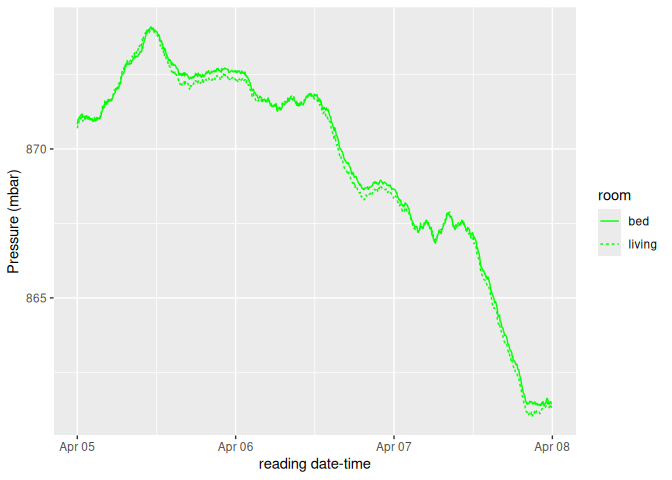 Pressure (mbar)
870
865
Apr 05
Apr 06
Apr 07
Apr 08
reading date-time
room
bed
living